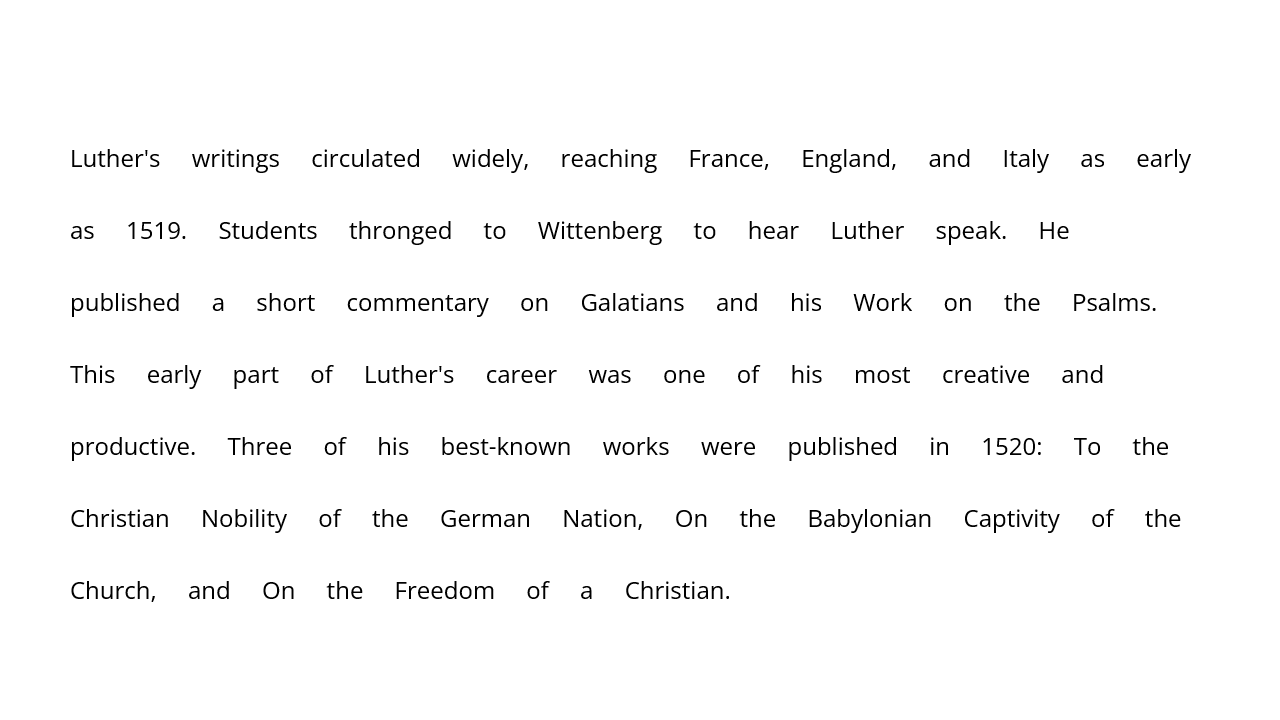 Luther's writings circulated widely, reaching France, England, and Italy as early
as 1519. Students thronged to Wittenberg to hear Luther speak. He
published a short commentary on Galatians and his Work on the Psalms.
This early part of Luther's career was one of his most creative and
productive. Three of his best-known works were published in 1520: To the
Christian Nobility of the German Nation, On the Babylonian Captivity of the
Church, and On the Freedom of a Christian.